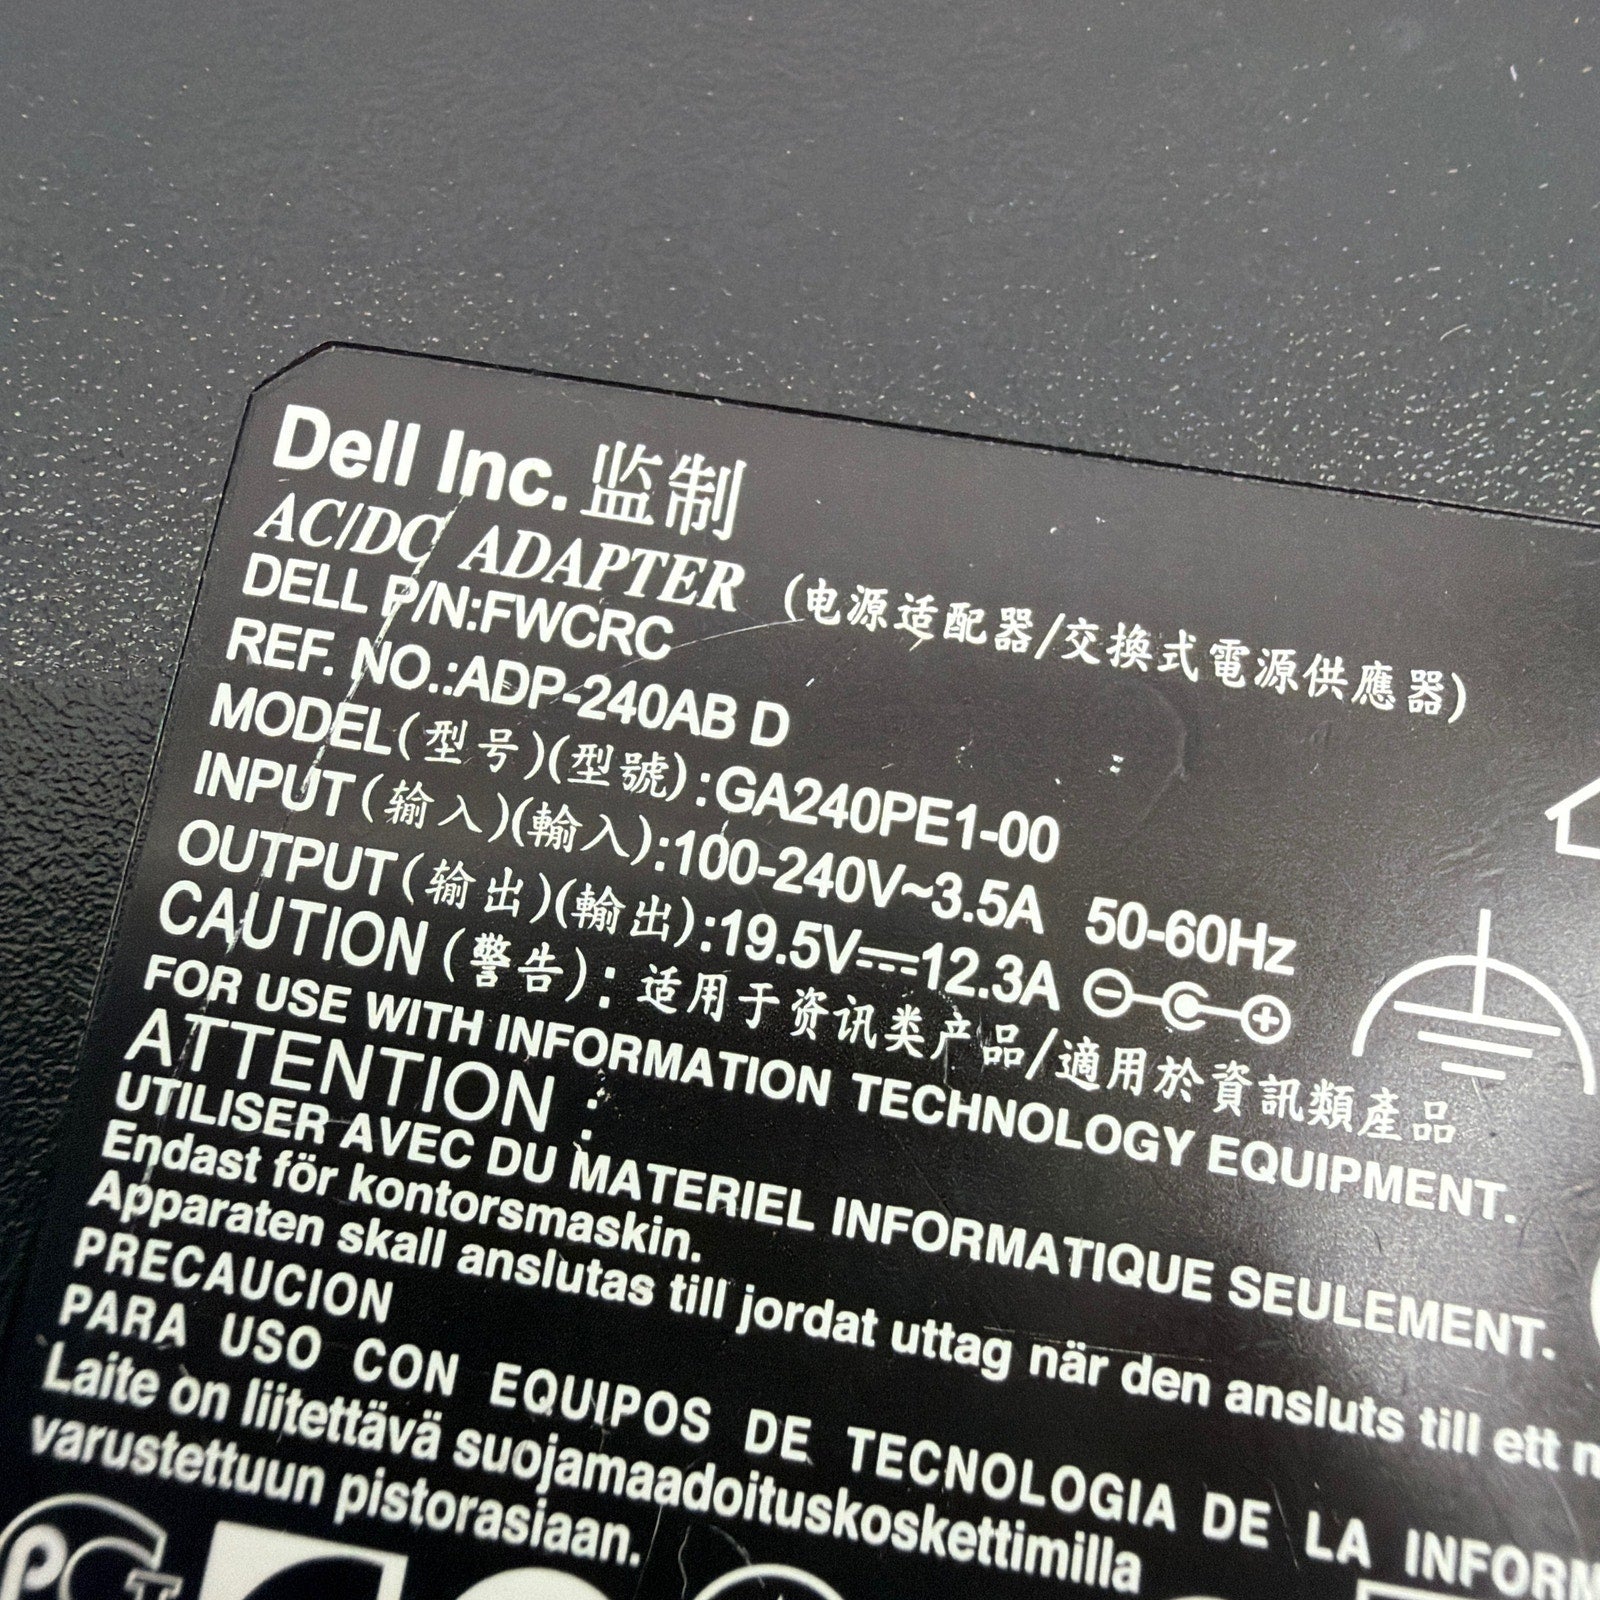 Dell Inc. 监制
AC/DC ADAPTER (电源适配器/交換式電源供應器)
DELL P/N:FWCRC
REF. NO.:ADP-240AB D
MODEL(型号)(型號):GA240PE1-00
INPUT(输入)(輸入):100-240V~3.5A 50-60Hz
OUTPUT(输出)(輸出):19.5V⎓12.3A
CAUTION(警告): 适用于资讯类产品/適用於資訊類產品
FOR USE WITH INFORMATION TECHNOLOGY EQUIPMENT.
ATTENTION :
UTILISER AVEC DU MATERIEL INFORMATIQUE SEULEMENT.
Endast för kontorsmaskin.
Apparaten skall anslutas till jordat uttag när den ansluts till ett
PRECAUCION
PARA USO CON EQUIPOS DE TECNOLOGIA DE LA INFORM
Laite on liitettävä suojamaadoituskoskettimilla
varustettuun pistorasiaan.